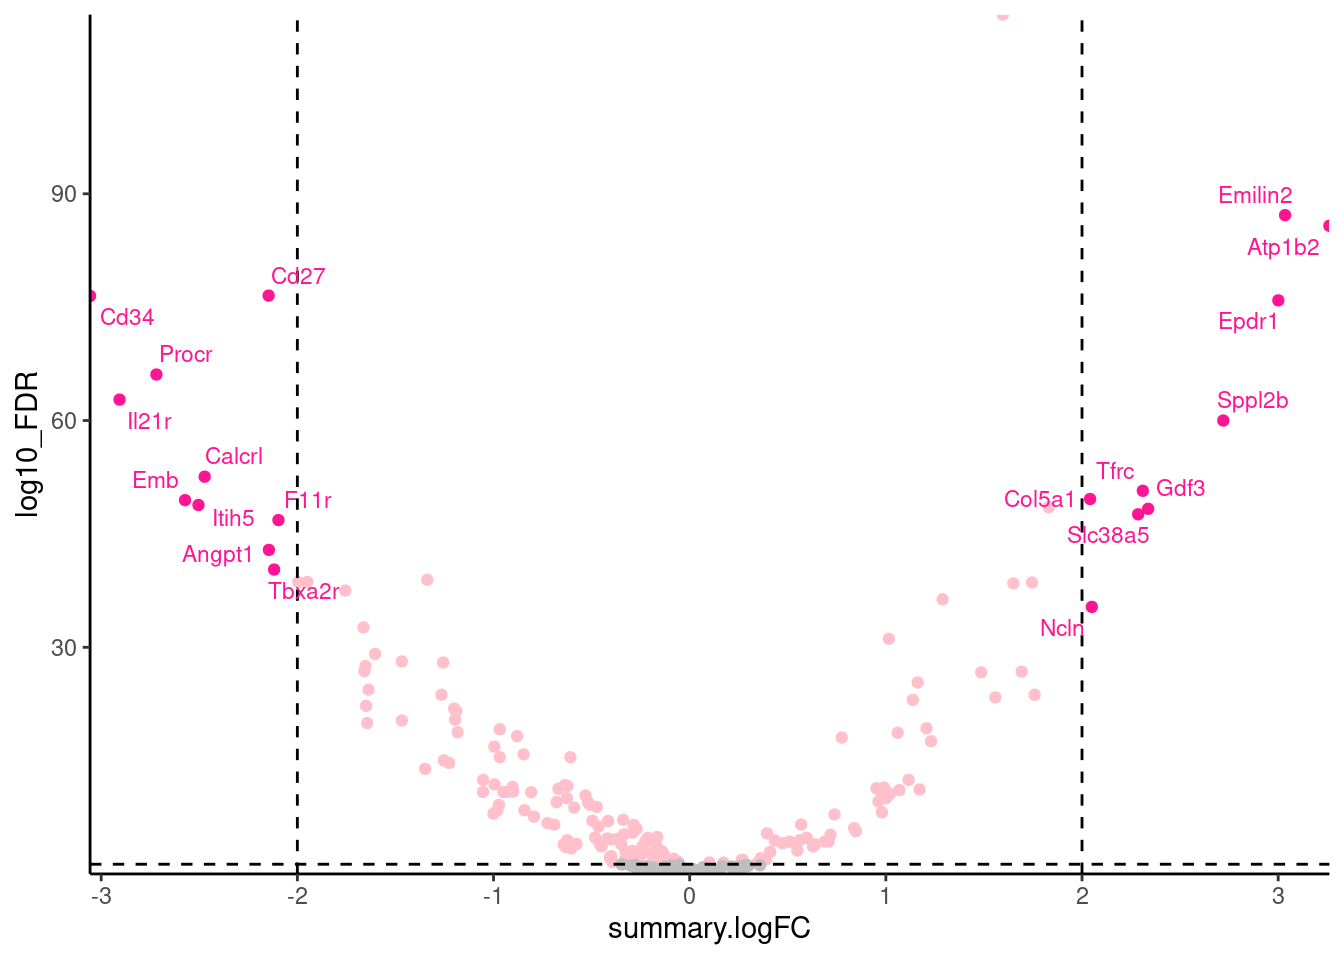 90
60
30
log10_FDR
Emilin2
Atp1b2
Cd27
Cd34
Epdr1
Procr
Il21r
Sppl2b
Calcrl
Tfrc
Emb
Gdf3
F11r
Col5a1
Itih5
Slc38a5
Angpt1
Tbxa2r
Ncln
-3 -2 -1 0 1 2 3
summary.logFC